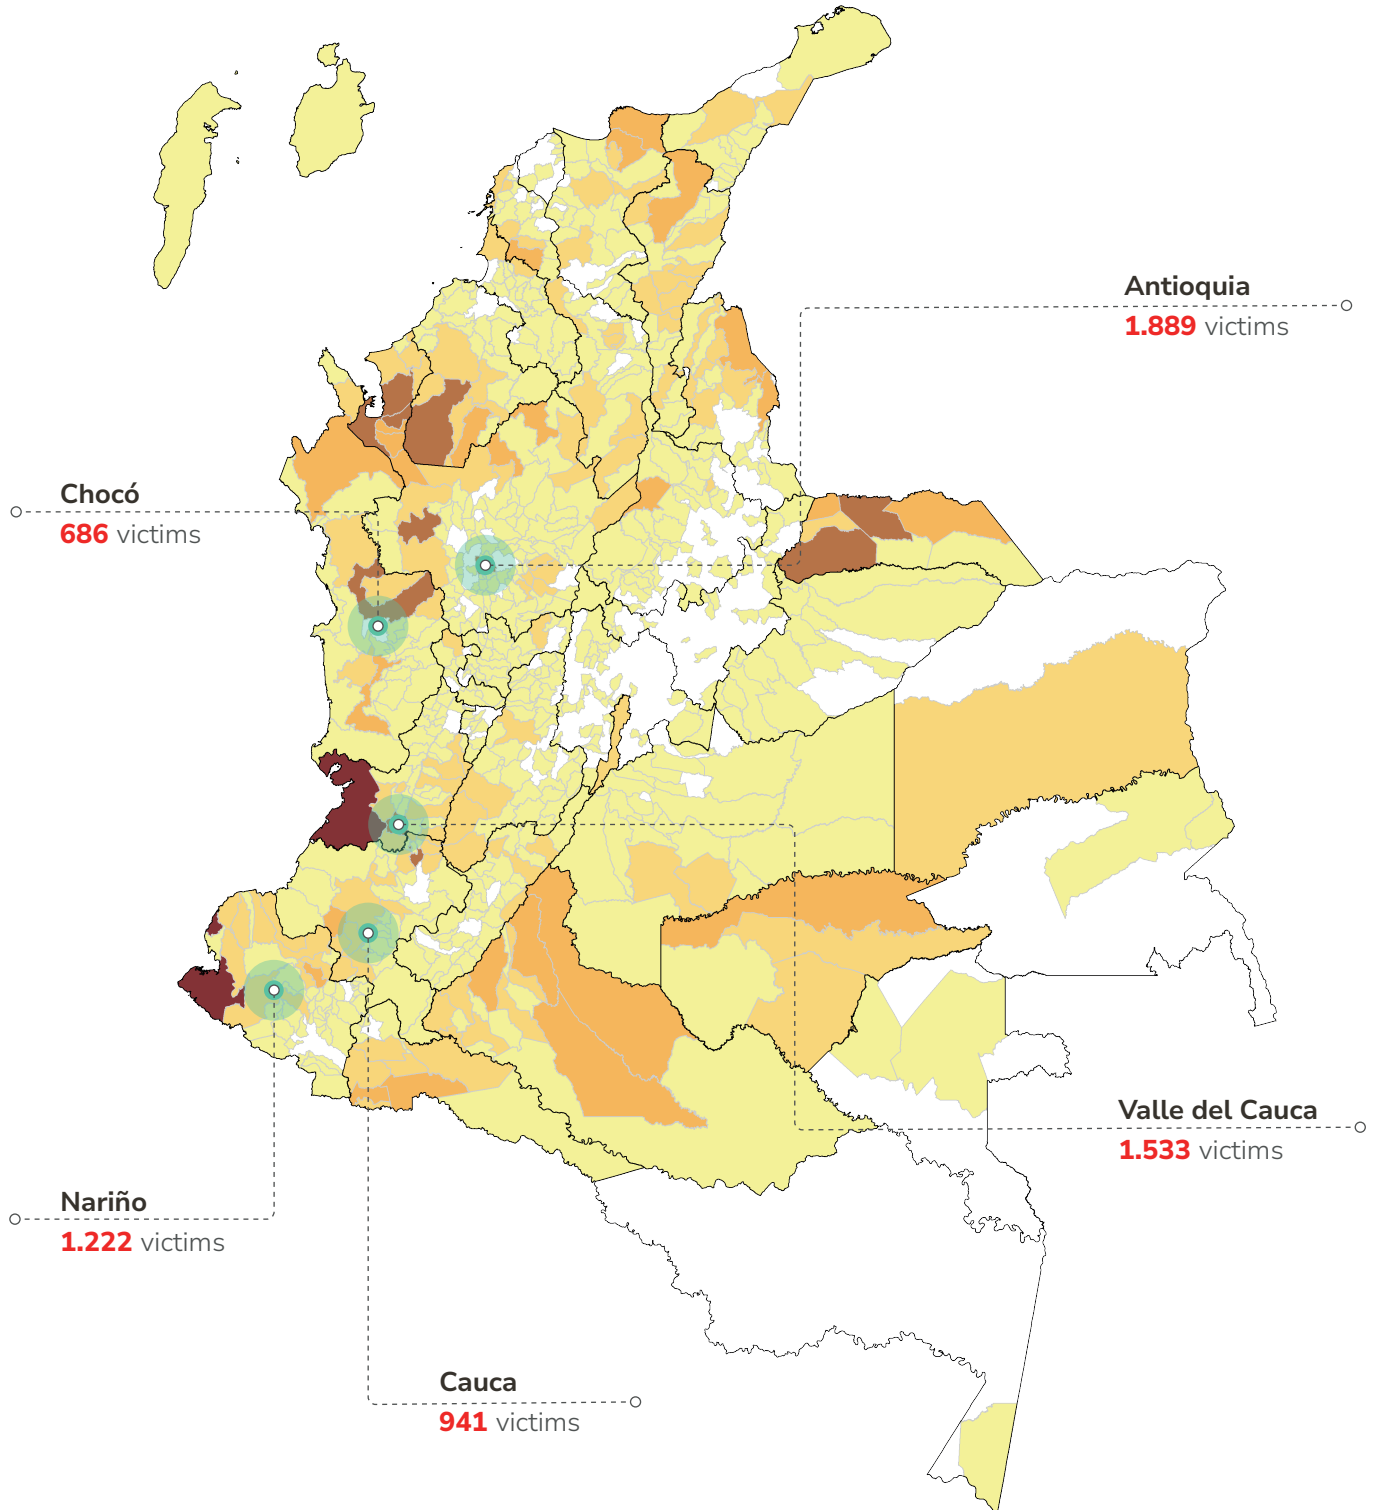 Antioquia
1.889 victims
Chocó
686 victims
Valle del Cauca
1.533 victims
Nariño
1.222 victims
Cauca
941 victims